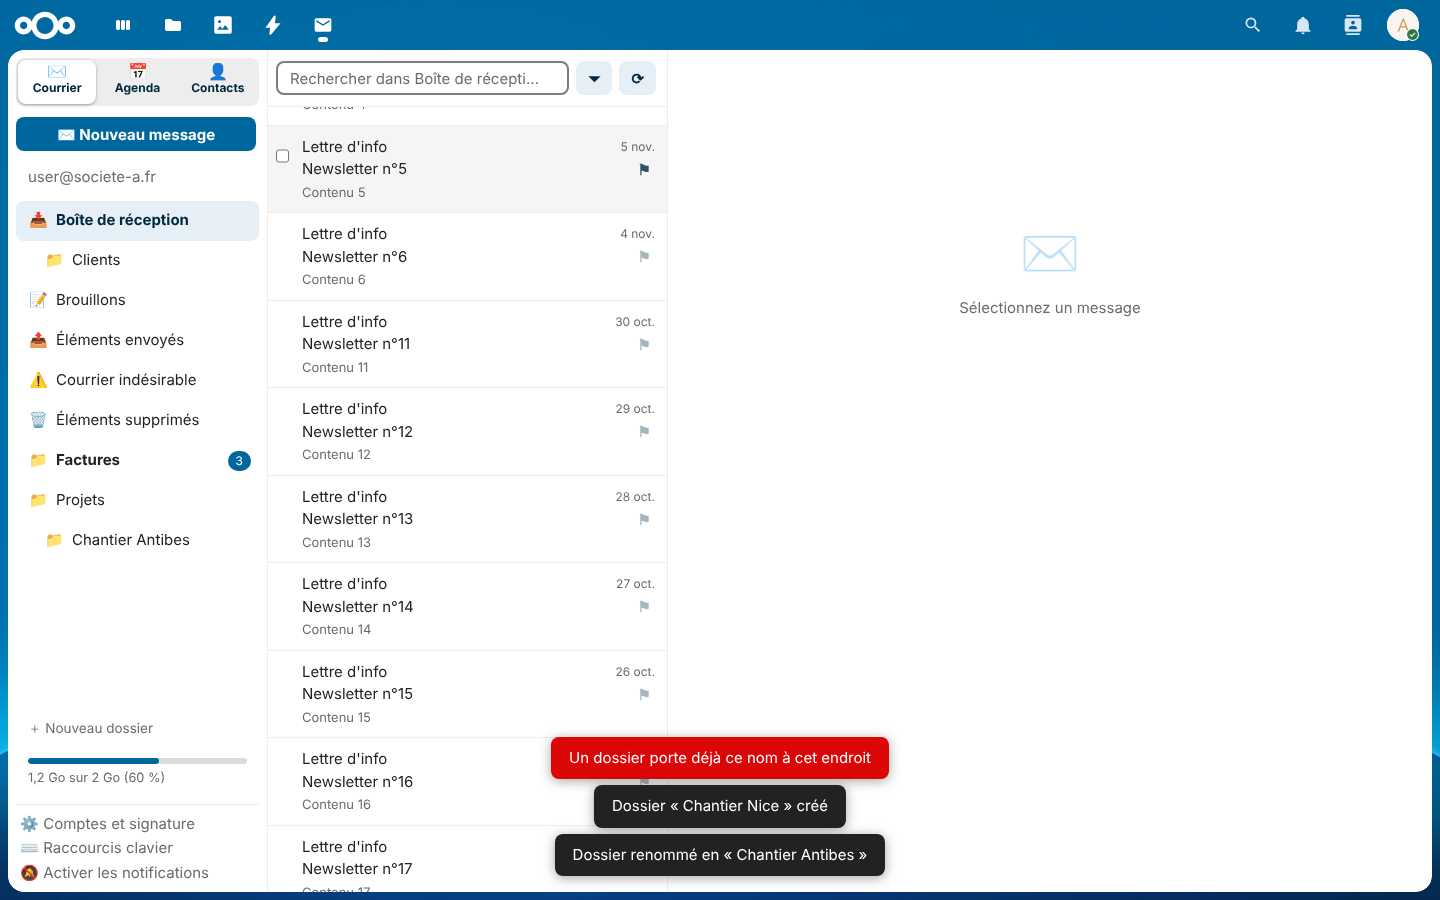 A
Courrier
Agenda
Contacts
Nouveau message
user@societe-a.fr
Boîte de réception
Clients
Brouillons
Éléments envoyés
Courrier indésirable
Éléments supprimés
Factures 3
Projets
Chantier Antibes
+ Nouveau dossier
1,2 Go sur 2 Go (60 %)
Comptes et signature
Raccourcis clavier
Activer les notifications
Rechercher dans Boîte de récepti...
Lettre d'info 5 nov.
Newsletter n°5
Contenu 5
Lettre d'info 4 nov.
Newsletter n°6
Contenu 6
Lettre d'info 30 oct.
Newsletter n°11
Contenu 11
Lettre d'info 29 oct.
Newsletter n°12
Contenu 12
Lettre d'info 28 oct.
Newsletter n°13
Contenu 13
Lettre d'info 27 oct.
Newsletter n°14
Contenu 14
Lettre d'info 26 oct.
Newsletter n°15
Contenu 15
Lettre d'info
Newsletter n°16
Contenu 16
Lettre d'info
Newsletter n°17
Contenu 17
Sélectionnez un message
Un dossier porte déjà ce nom à cet endroit
Dossier « Chantier Nice » créé
Dossier renommé en « Chantier Antibes »